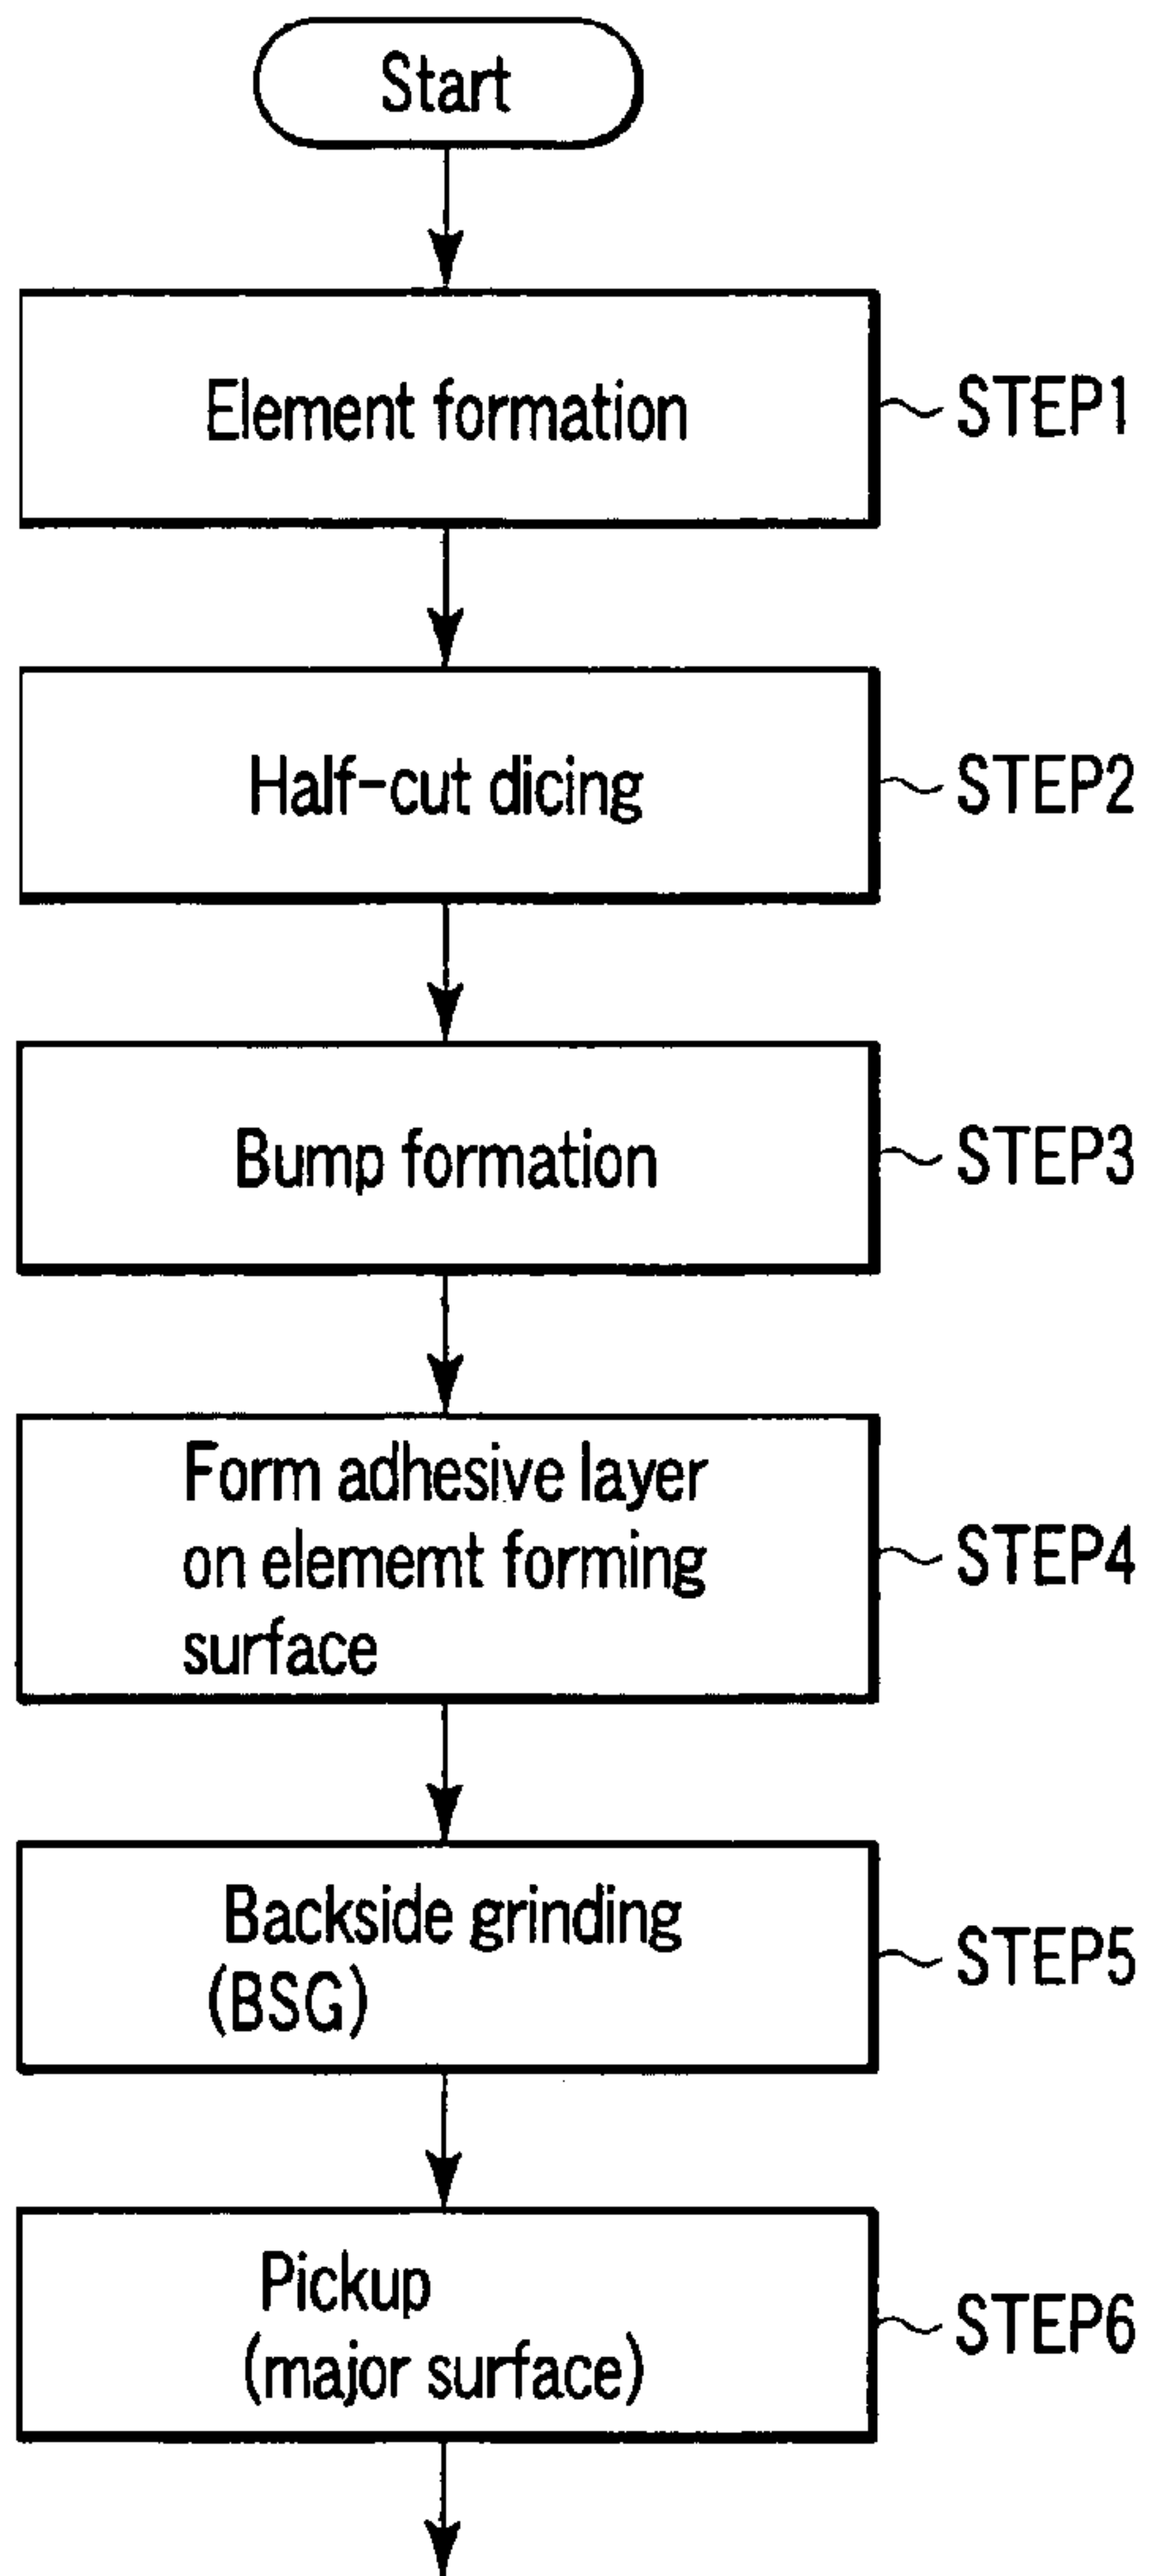 Start
Element formation
STEP1
Half-cut dicing
STEP2
Bump formation
STEP3
Form adhesive layer
on elememt forming
surface
STEP4
Backside grinding
(BSG)
STEP5
Pickup
(major surface)
STEP6